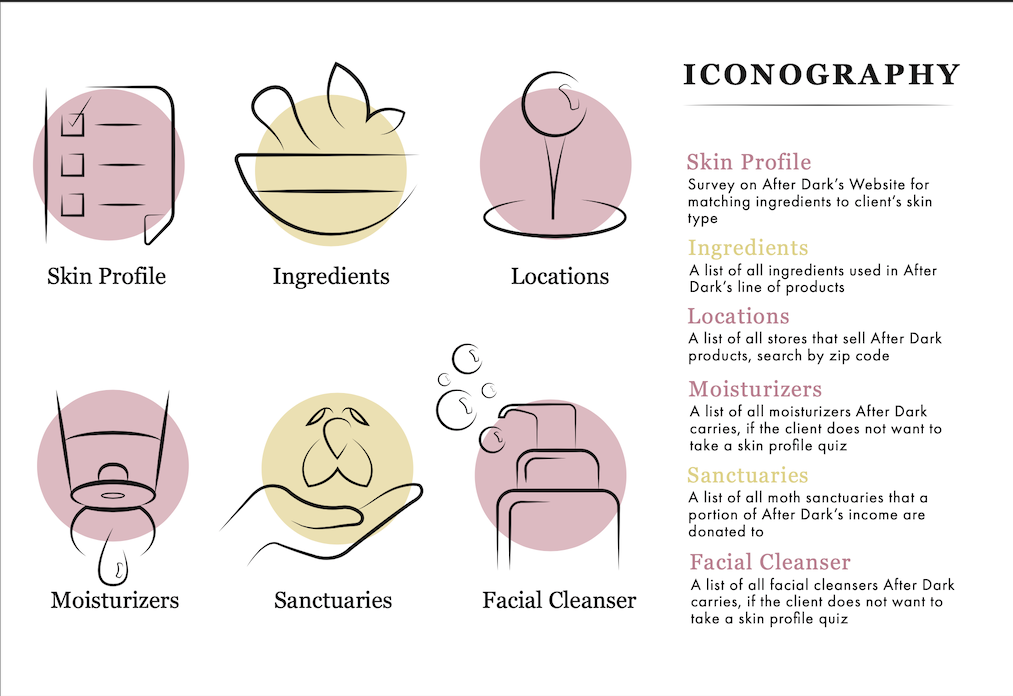 ICONOGRAPHY
Skin Profile
Ingredients
Locations
Moisturizers
Sanctuaries
Facial Cleanser
Skin Profile
Survey on After Dark's Website for
matching ingredients to client's skin
type
Ingredients
A list of all ingredients used in After
Dark's line of products
Locations
A list of all stores that sell After Dark
products, search by zip code
Moisturizers
A list of all moisturizers After Dark
carries, if the client does not want to
take a skin profile quiz
Sanctuaries
A list of all moth sanctuaries that a
portion of After Dark's income are
donated to
Facial Cleanser
A list of all facial cleansers After Dark
carries, if the client does not want to
take a skin profile quiz